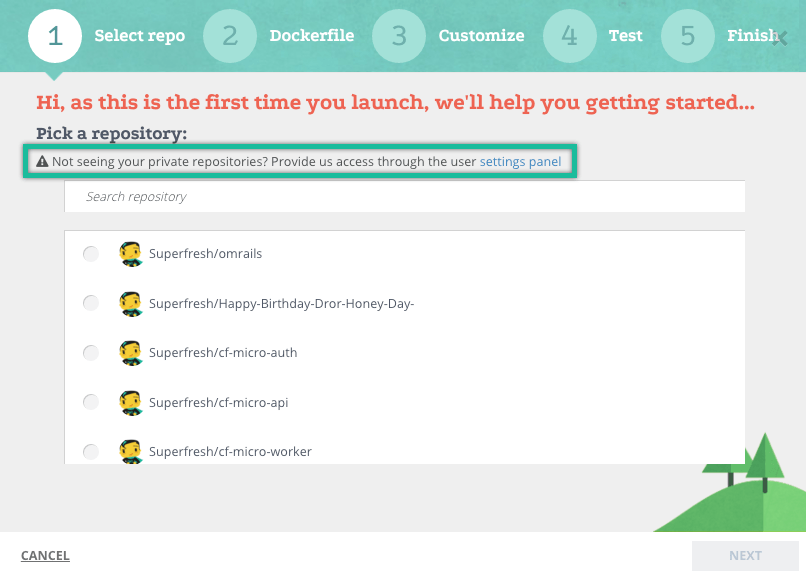 1 Select repo 2 Dockerfile 3 Customize 4 Test 5 Finish
Hi, as this is the first time you launch, we'll help you getting started...
Pick a repository:
Not seeing your private repositories? Provide us access through the user settings panel
Search repository
Superfresh/omrails
Superfresh/Happy-Birthday-Dror-Honey-Day-
Superfresh/cf-micro-auth
Superfresh/cf-micro-api
Superfresh/cf-micro-worker
CANCEL NEXT